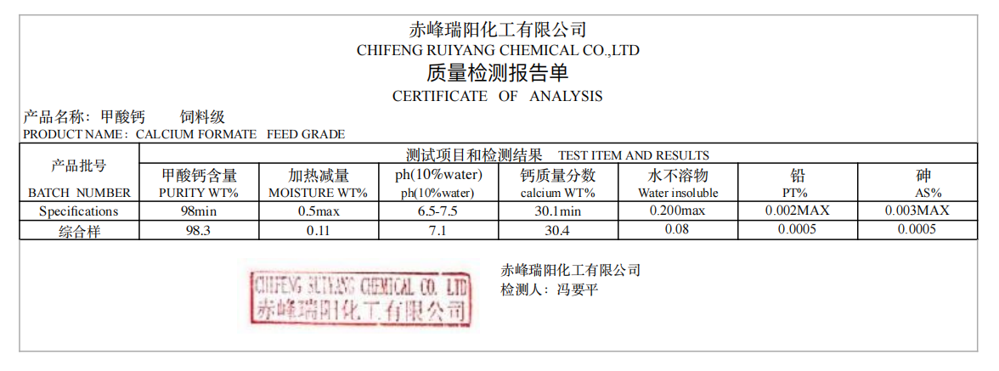 赤峰瑞阳化工有限公司
CHIFENG RUIYANG CHEMICAL CO.,LTD
质量检测报告单
CERTIFICATE OF ANALYSIS
产品名称：甲酸钙 饲料级
PRODUCT NAME：CALCIUM FORMATE FEED GRADE
产品批号 测试项目和检测结果 TEST ITEM AND RESULTS
甲酸钙含量 加热减量 ph(10%water) 钙质量分数 水不溶物 铅 砷
BATCH NUMBER PURITY WT% MOISTURE WT% ph(10%water) calcium WT% Water insoluble PT% AS%
Specifications 98min 0.5max 6.5-7.5 30.1min 0.200max 0.002MAX 0.003MAX
综合样 98.3 0.11 7.1 30.4 0.08 0.0005 0.0005
赤峰瑞阳化工有限公司
检测人：冯要平
CHIFENG RUIYANG CHEMICAL CO. LTD
赤峰瑞阳化工有限公司